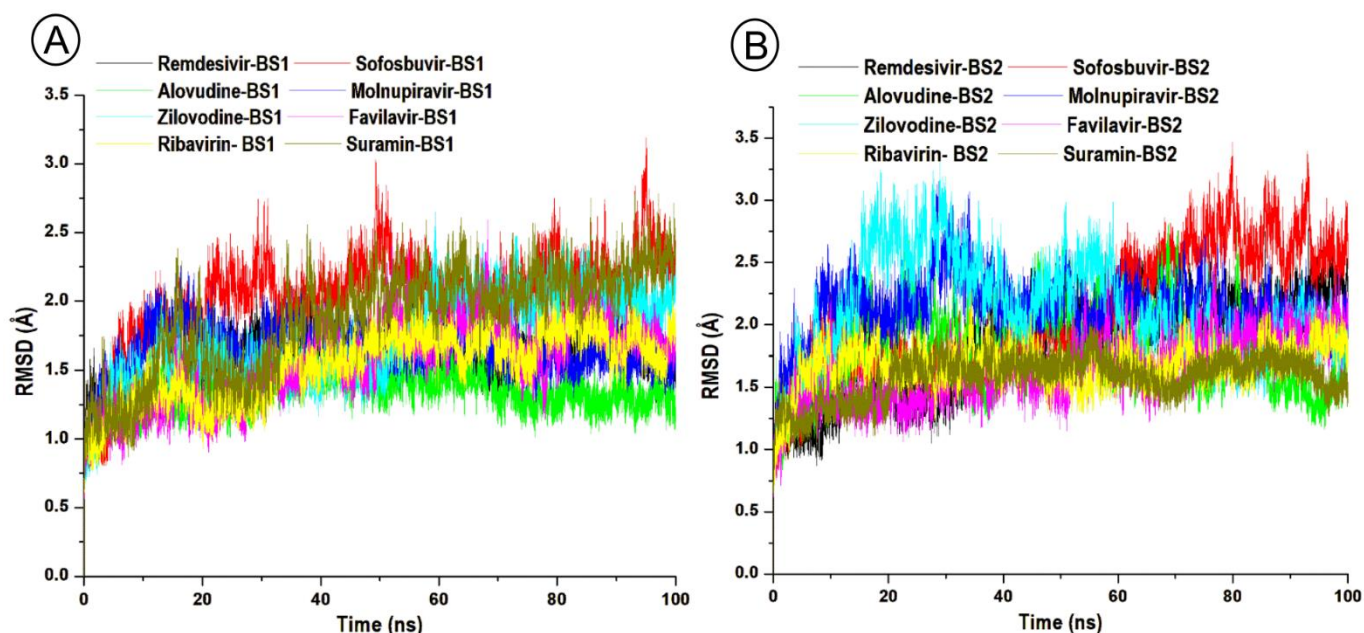 A
Remdesivir-BS1 Sofosbuvir-BS1
Alovudine-BS1 Molnupiravir-BS1
Zilovodine-BS1 Favilavir-BS1
Ribavirin- BS1 Suramin-BS1
3.5
3.0
2.5
2.0
1.5
1.0
0.5
0.0
RMSD (Å)
0 20 40 60 80 100
Time (ns)
B
Remdesivir-BS2 Sofosbuvir-BS2
Alovudine-BS2 Molnupiravir-BS2
Zilovodine-BS2 Favilavir-BS2
Ribavirin- BS2 Suramin-BS2
3.5
3.0
2.5
2.0
1.5
1.0
0.5
0.0
RMSD (Å)
0 20 40 60 80 100
Time (ns)